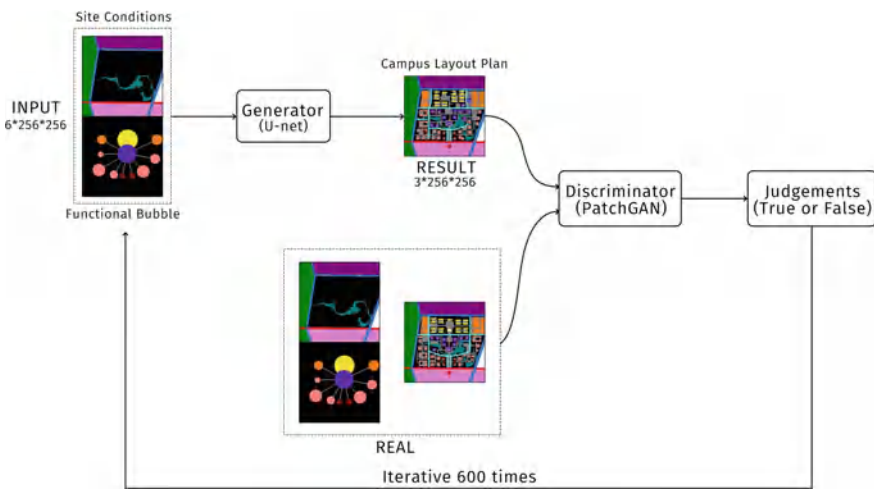 Site Conditions
INPUT
6*256*256
Functional Bubble
Generator
(U-net)
Campus Layout Plan
RESULT
3*256*256
Discriminator
(PatchGAN)
Judgements
(True or False)
REAL
Iterative 600 times